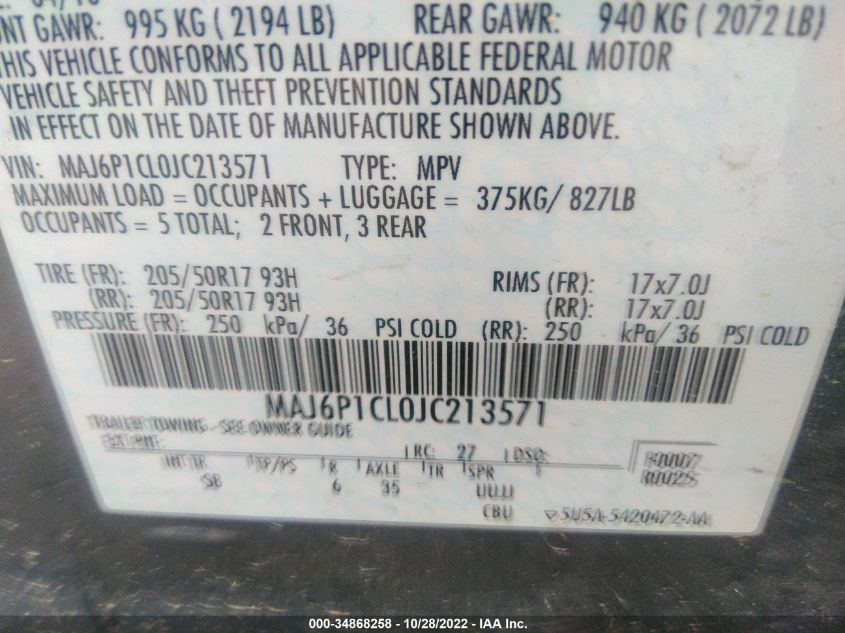 FRONT GAWR: 995 KG ( 2194 LB) REAR GAWR: 940 KG ( 2072 LB)
THIS VEHICLE CONFORMS TO ALL APPLICABLE FEDERAL MOTOR
VEHICLE SAFETY AND THEFT PREVENTION STANDARDS
IN EFFECT ON THE DATE OF MANUFACTURE SHOWN ABOVE.
VIN: MAJ6P1CL0JC213571 TYPE: MPV
MAXIMUM LOAD = OCCUPANTS + LUGGAGE = 375KG/ 827LB
OCCUPANTS = 5 TOTAL; 2 FRONT, 3 REAR
TIRE (FR): 205/50R17 93H RIMS (FR): 17x7.0J
(RR): 205/50R17 93H (RR): 17x7.0J
PRESSURE (FR): 250 kPa/ 36 PSI COLD (RR): 250 kPa/ 36 PSI COLD
MAJ6P1CL0JC213571
TRAILER TOWING - SEE OWNER GUIDE
EXT PNT: RC: 27 DSO:
INT TR TP/PS R AXLE TR SPR
SB 6 35 UUJJ
CBU 5U5A-5420472-AA
R0025
000-34868258 - 10/28/2022 - IAA Inc.